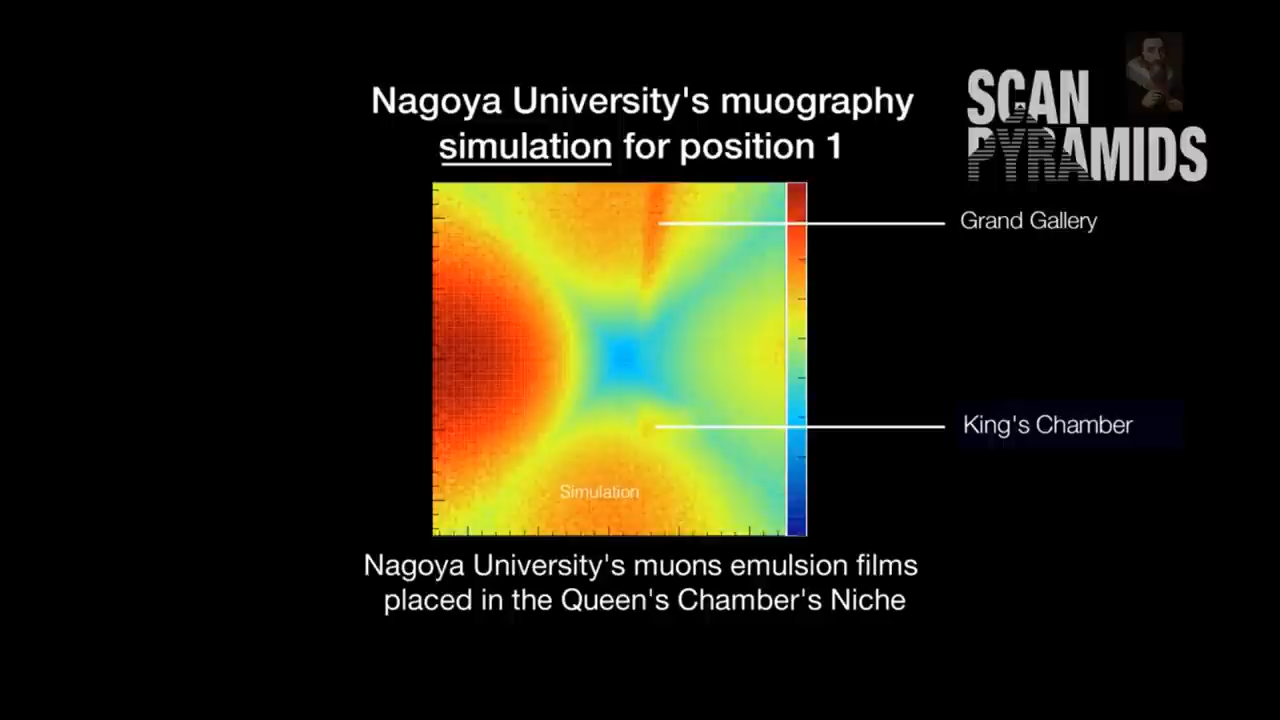 Nagoya University's muography
simulation for position 1
SCAN
PYRAMIDS
Grand Gallery
King's Chamber
Simulation
Nagoya University's muons emulsion films
placed in the Queen's Chamber's Niche